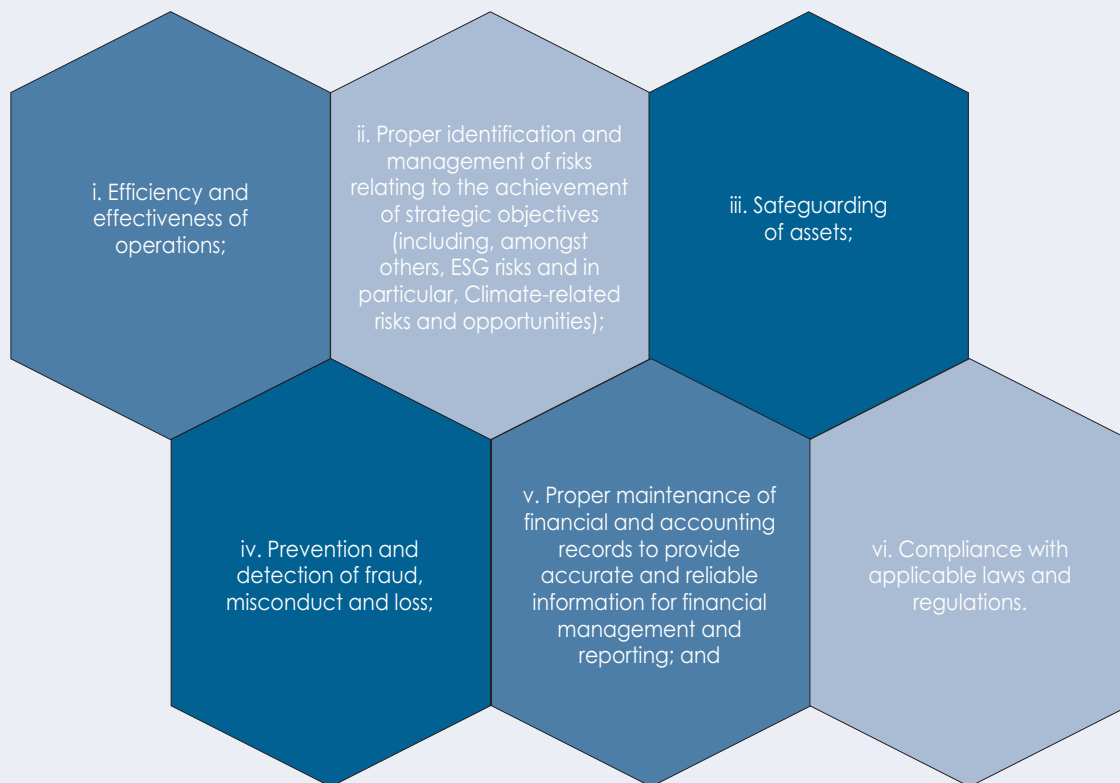 i. Efficiency and
effectiveness of
operations;
ii. Proper identification and
management of risks
relating to the achievement
of strategic objectives
(including, amongst
others, ESG risks and in
particular, Climate-related
risks and opportunities);
iii. Safeguarding
of assets;
iv. Prevention and
detection of fraud,
misconduct and loss;
v. Proper maintenance of
financial and accounting
records to provide
accurate and reliable
information for financial
management and
reporting; and
vi. Compliance with
applicable laws and
regulations.